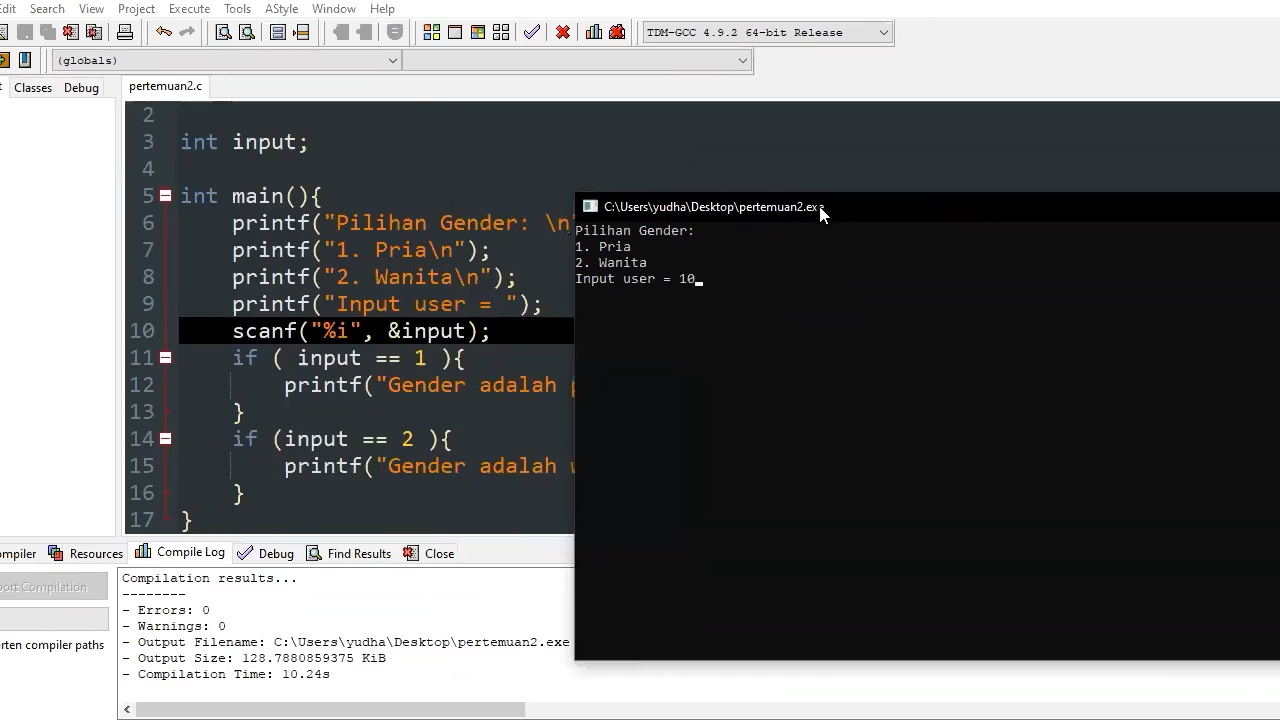 Edit Search View Project Execute Tools AStyle Window Help
TDM-GCC 4.9.2 64-bit Release
(globals)
Classes Debug
pertemuan2.c
2
3 int input;
4
5 int main(){
6 printf("Pilihan Gender: \n"
7 printf("1. Pria\n");
8 printf("2. Wanita\n");
9 printf("Input user = ");
10 scanf("%i", &input);
11 if ( input == 1 ){
12 printf("Gender adalah p
13 }
14 if (input == 2 ){
15 printf("Gender adalah w
16 }
17 }
C:\Users\yudha\Desktop\pertemuan2.exe
Pilihan Gender:
1. Pria
2. Wanita
Input user = 10
ompiler Resources Compile Log Debug Find Results Close
ort Compilation
rten compiler paths
Compilation results...
--------
- Errors: 0
- Warnings: 0
- Output Filename: C:\Users\yudha\Desktop\pertemuan2.exe
- Output Size: 128.7880859375 KiB
- Compilation Time: 10.24s